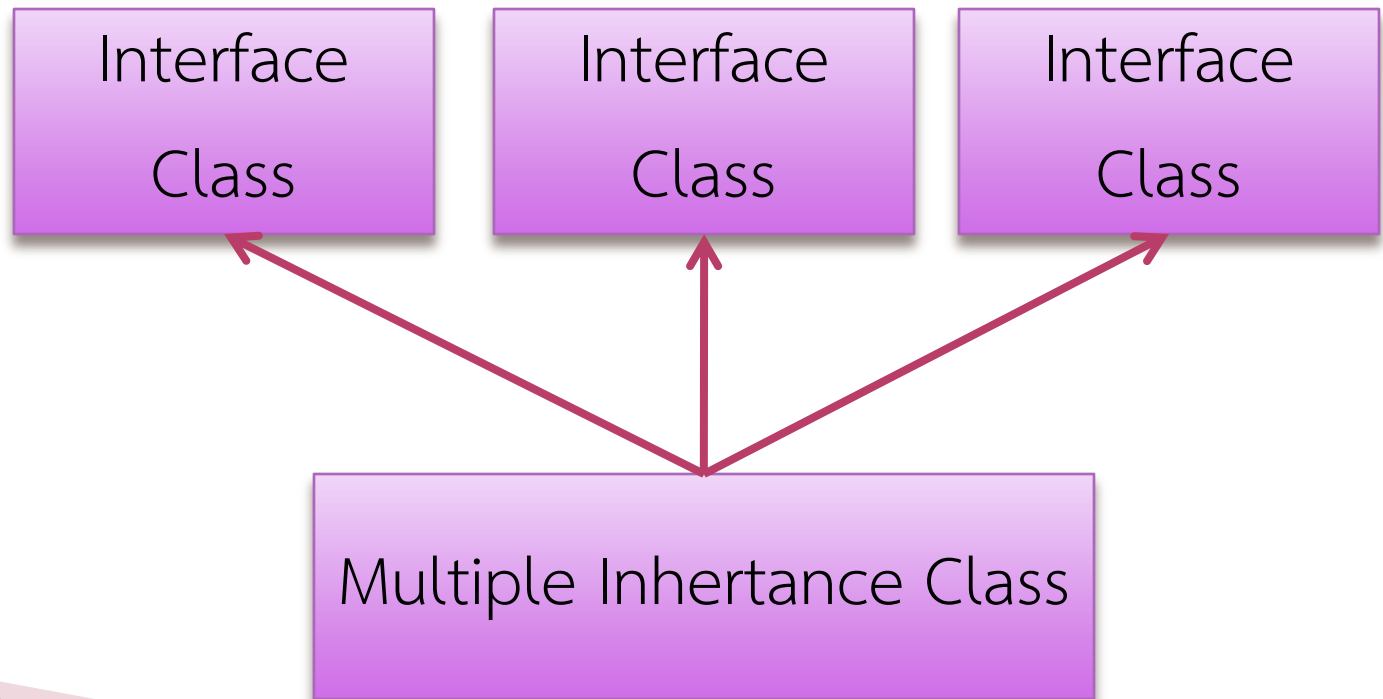 Interface
Class
Interface
Class
Interface
Class
Multiple Inhertance Class